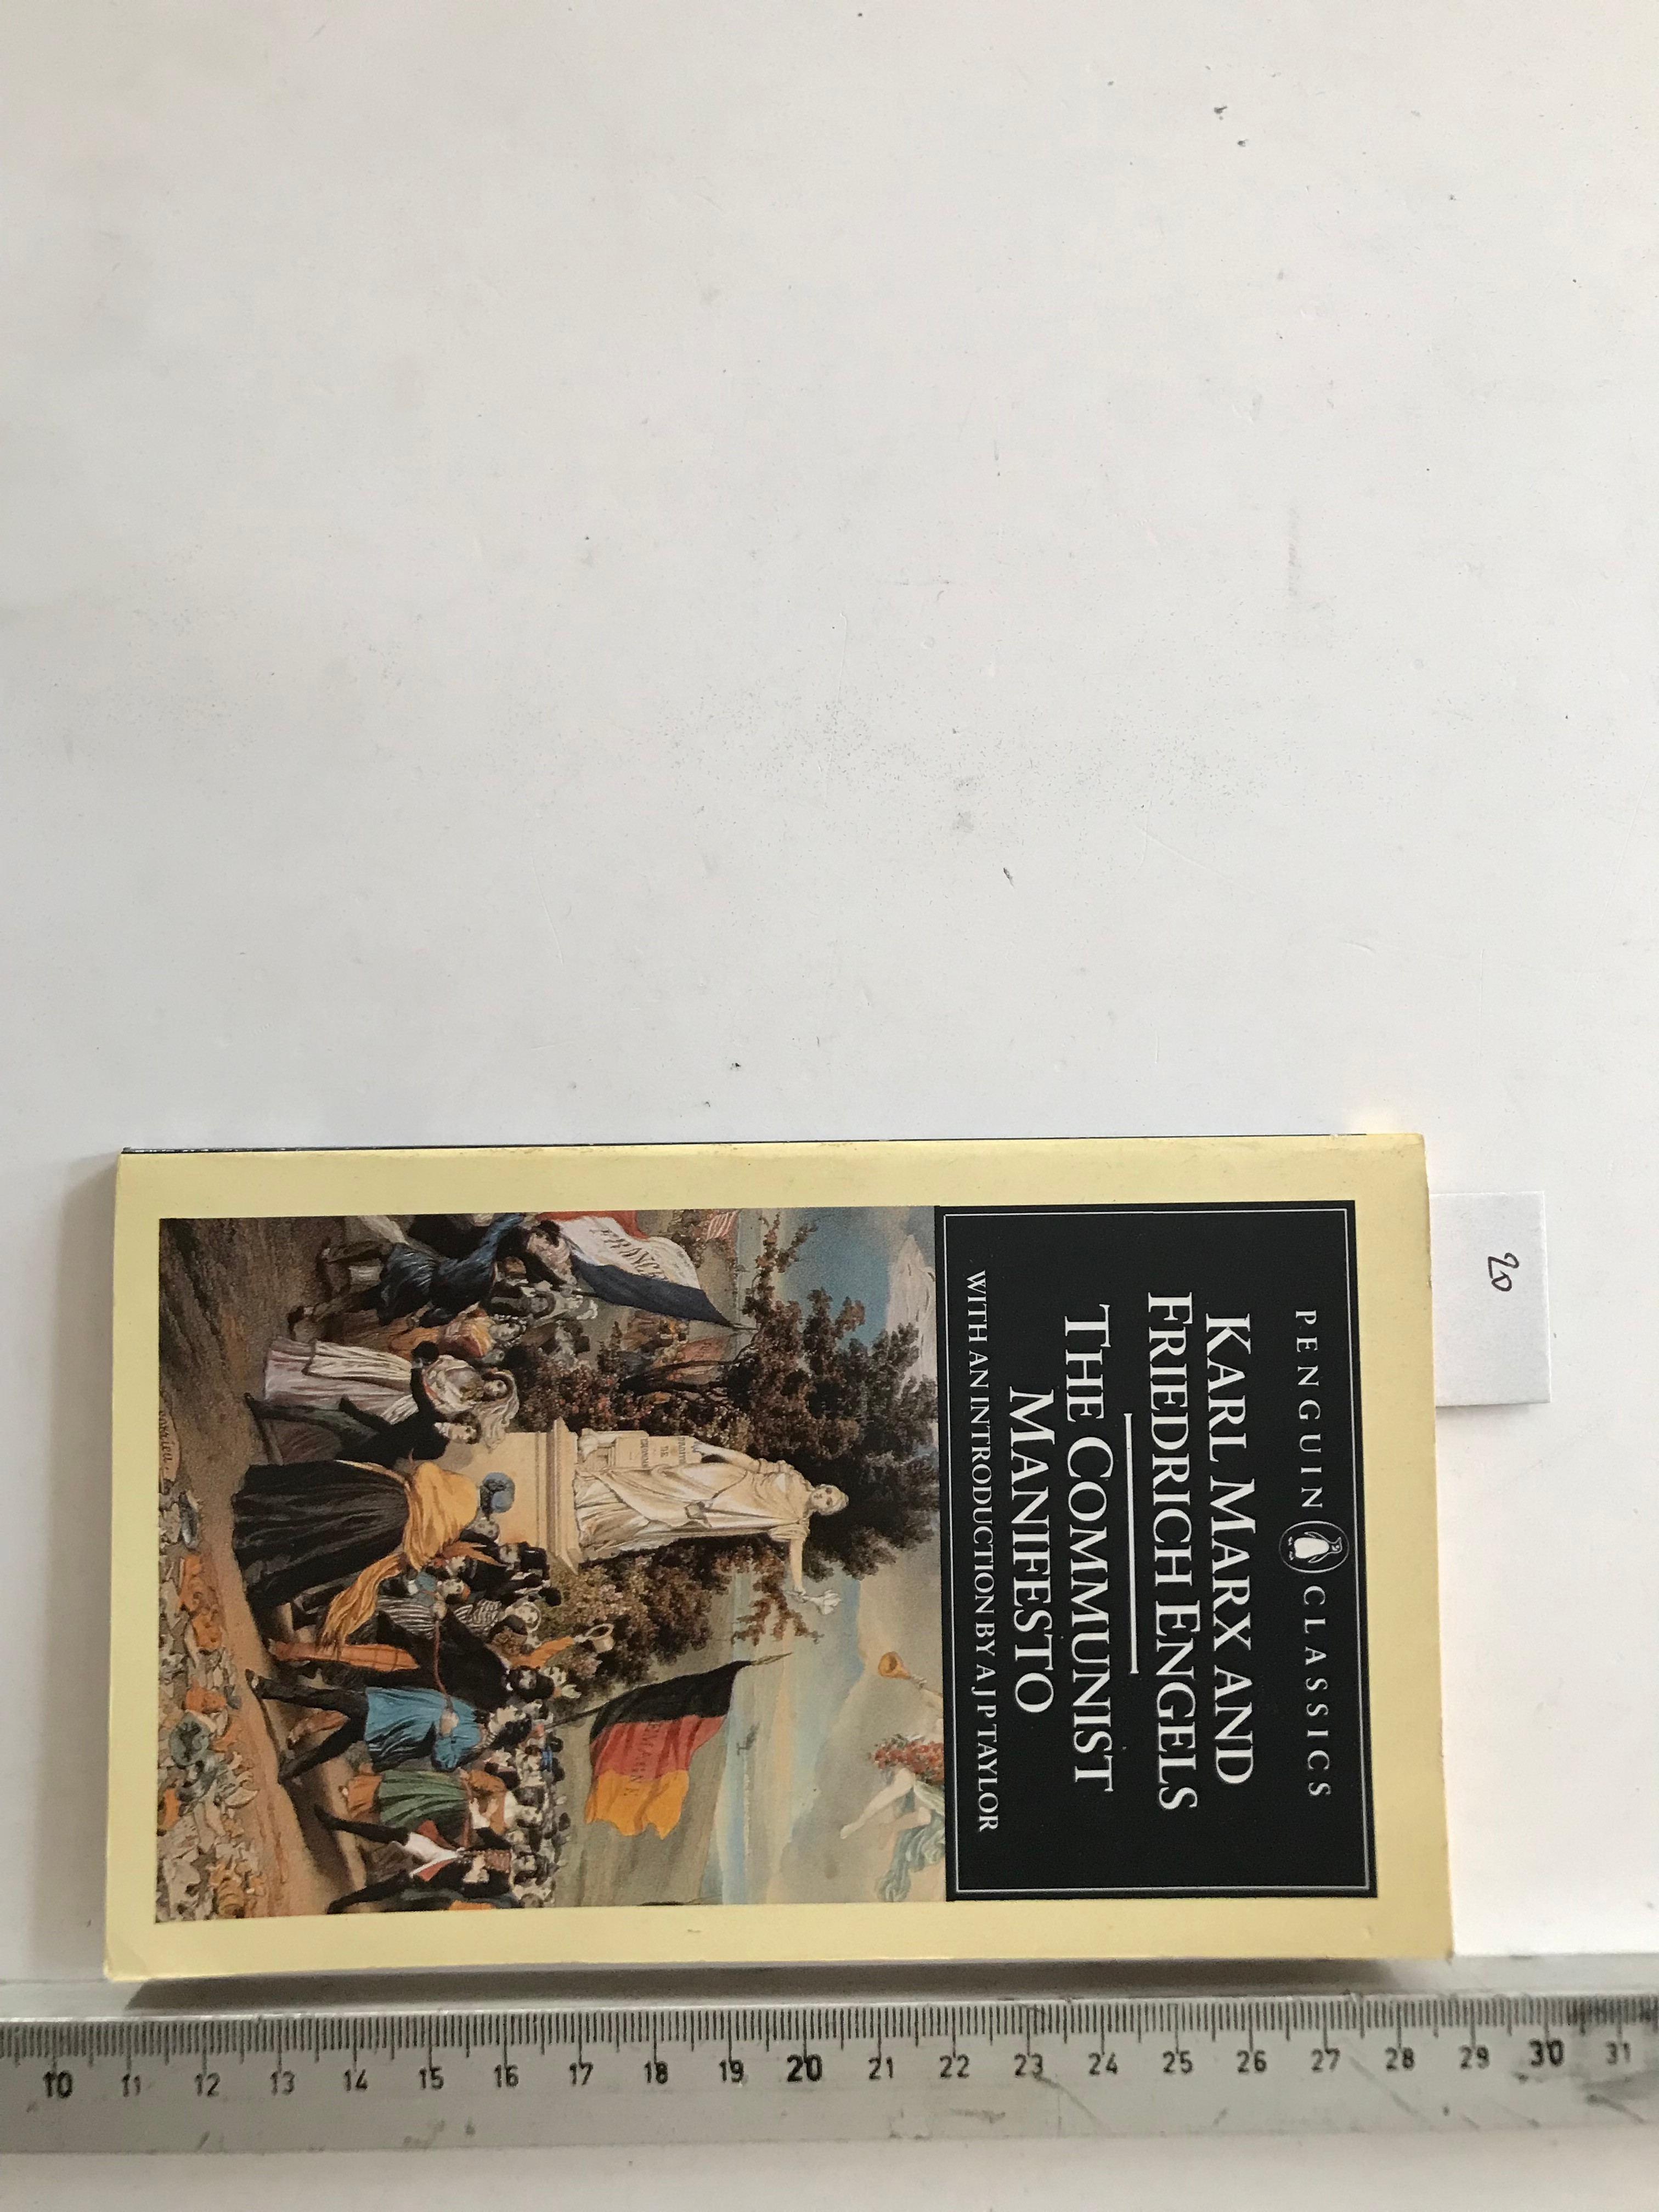 20
PENGUIN CLASSICS
KARL MARX AND
FRIEDRICH ENGELS
THE COMMUNIST
MANIFESTO
WITH AN INTRODUCTION BY A J P TAYLOR
10 11 12 13 14 15 16 17 18 19 20 21 22 23 24 25 26 27 28 29 30 31